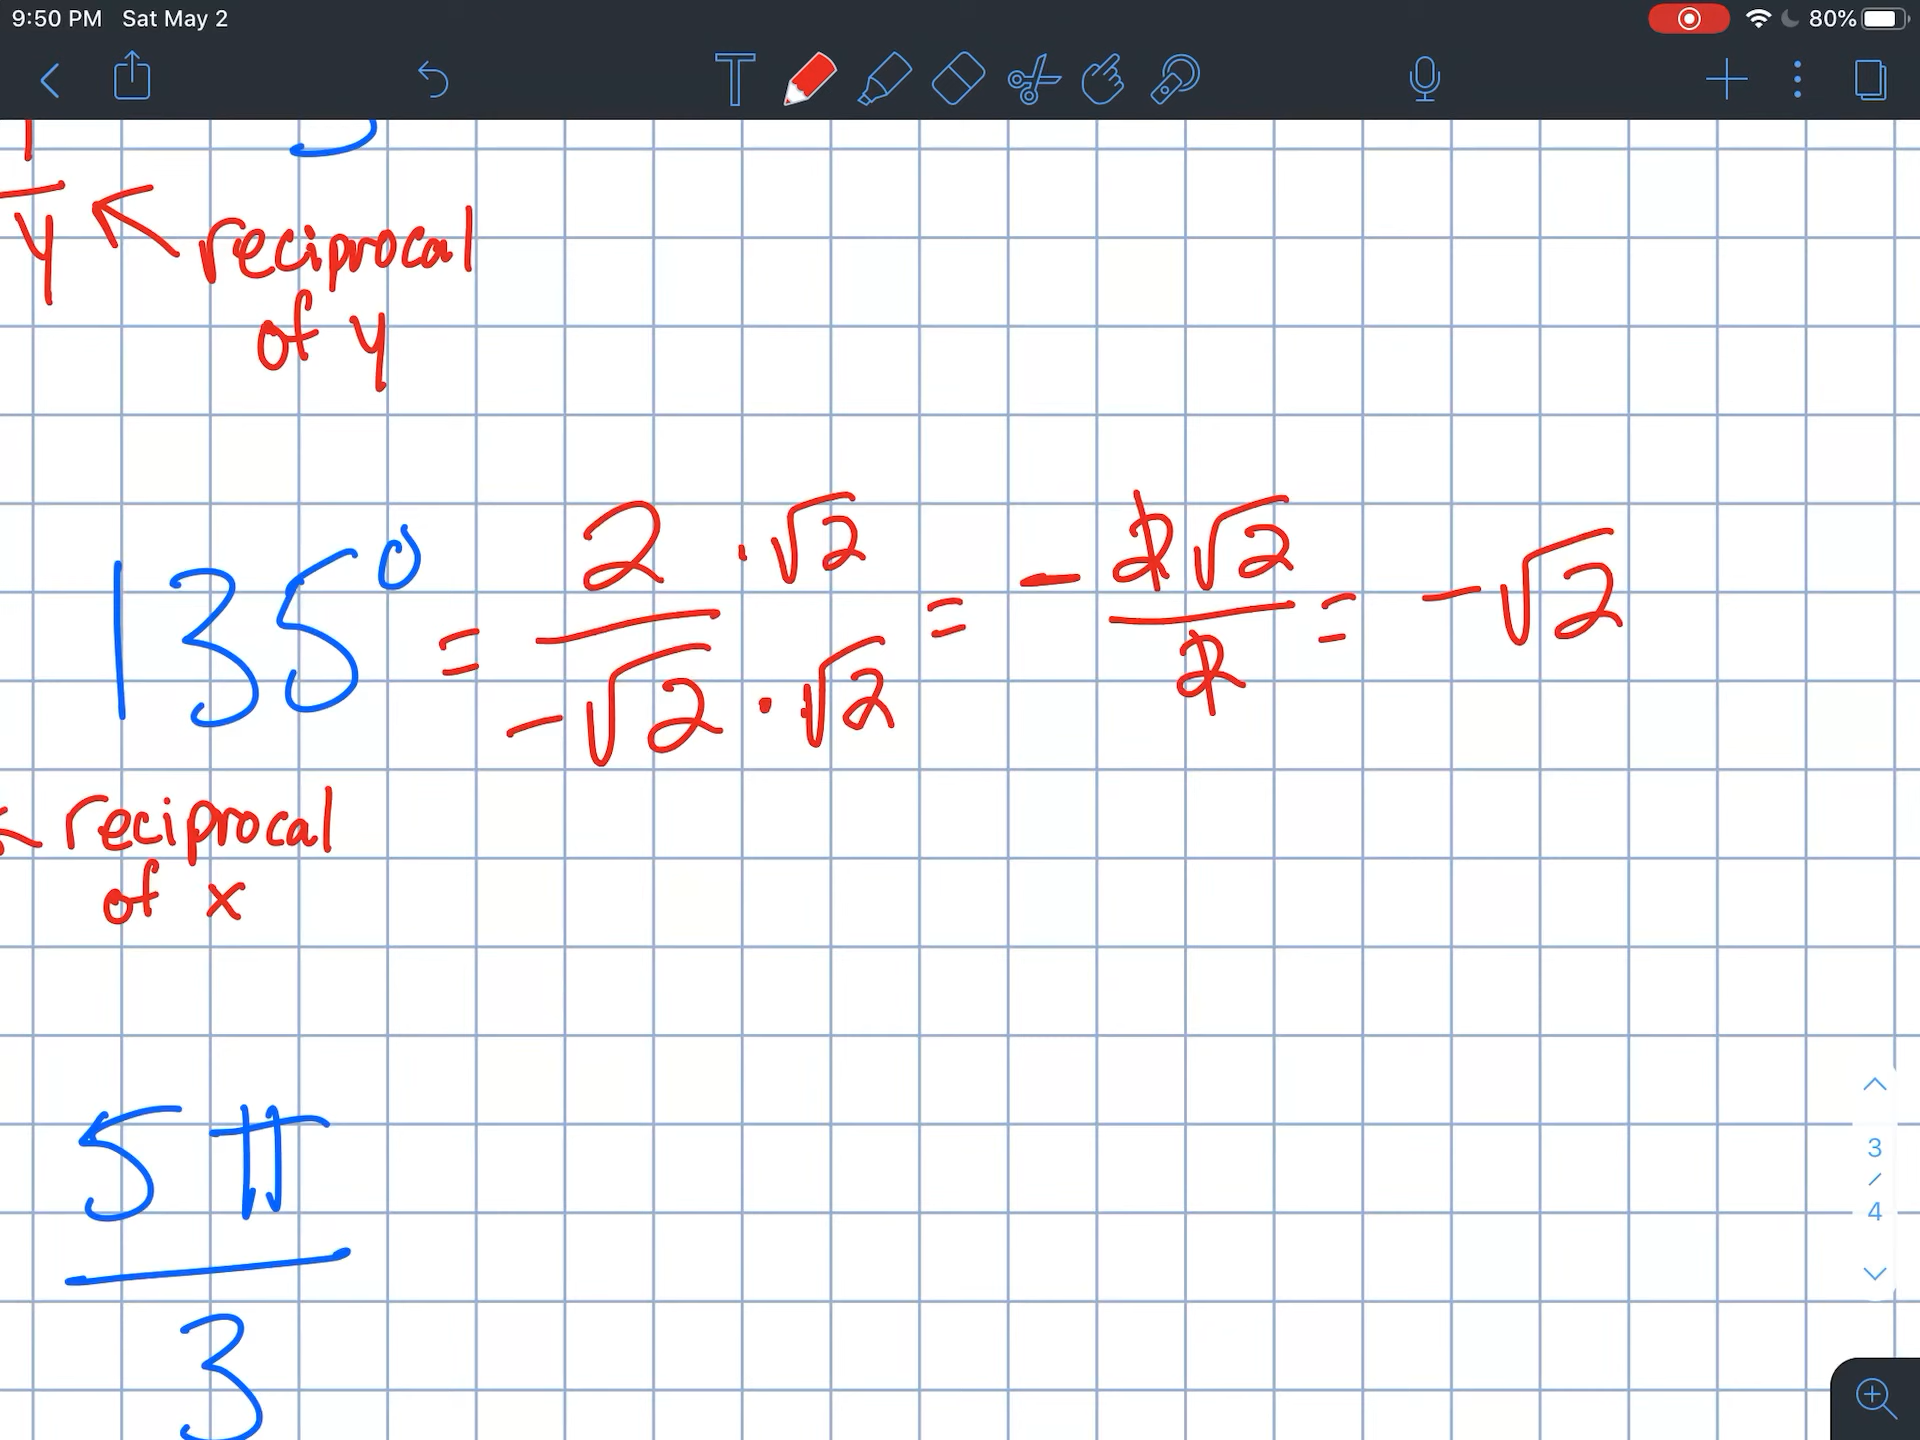 9:50 PM Sat May 2
80%
1
y
reciprocal
of y
135° = 2 · √2 / -√2 · √2 = - 2√2 / 2 = -√2
reciprocal
of x
5π
3
3
/
4